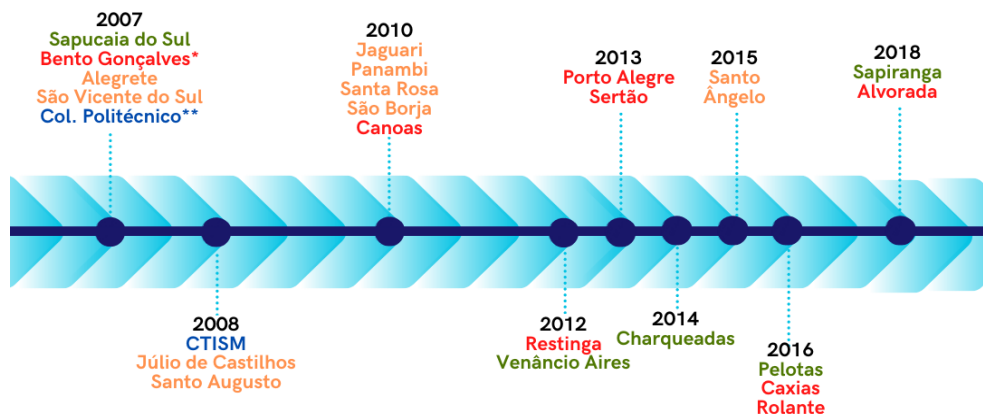 2007
Sapucaia do Sul
Bento Gonçalves*
Alegrete
São Vicente do Sul
Col. Politécnico**
2008
CTISM
Júlio de Castilhos
Santo Augusto
2010
Jaguari
Panambi
Santa Rosa
São Borja
Canoas
2012
Restinga
Venâncio Aires
2013
Porto Alegre
Sertão
2014
Charqueadas
2015
Santo
Ângelo
2016
Pelotas
Caxias
Rolante
2018
Sapiranga
Alvorada